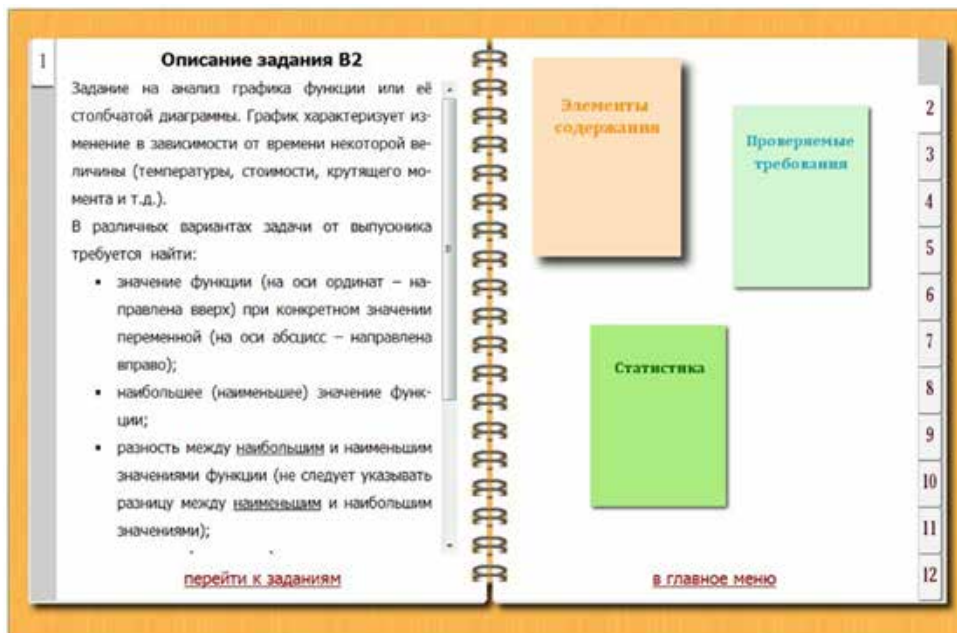 1
Описание задания В2
Задание на анализ графика функции или её
столбчатой диаграммы. График характеризует из-
менение в зависимости от времени некоторой ве-
личины (температуры, стоимости, крутящего мо-
мента и т.д.).
В различных вариантах задачи от выпускника
требуется найти:
▪ значение функции (на оси ординат – на-
правлена вверх) при конкретном значении
переменной (на оси абсцисс – направлена
вправо);
▪ наибольшее (наименьшее) значение функ-
ции;
▪ разность между наибольшим и наименьшим
значениями функции (не следует указывать
разницу между наименьшим и наибольшим
значениями);
перейти к заданиям
Элементы
содержания
Проверяемые
требования
Статистика
в главное меню
2
3
4
5
6
7
8
9
10
11
12